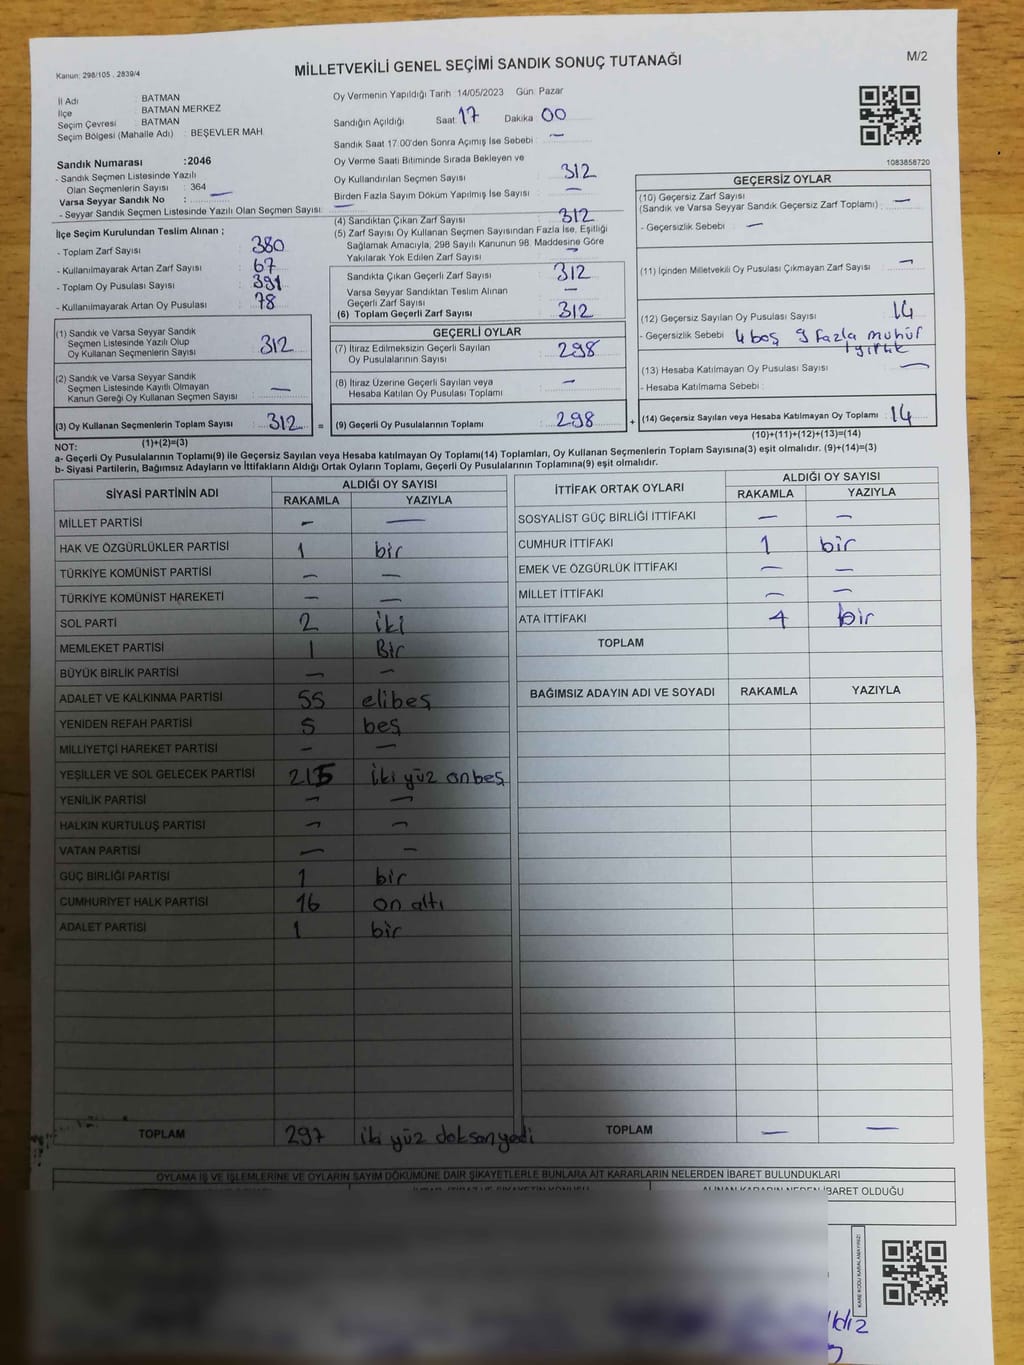 Kanun: 298/105 , 2839/4
MİLLETVEKİLİ GENEL SEÇİMİ SANDIK SONUÇ TUTANAĞI
M/2
İl Adı : BATMAN
İlçe : BATMAN MERKEZ
Seçim Çevresi : BATMAN
Seçim Bölgesi (Mahalle Adı) : BEŞEVLER MAH.
Sandık Numarası :2046
- Sandık Seçmen Listesinde Yazılı
Olan Seçmenlerin Sayısı : 364
Varsa Seyyar Sandık No : —
- Seyyar Sandık Seçmen Listesinde Yazılı Olan Seçmen Sayısı: —
İlçe Seçim Kurulundan Teslim Alınan ;
- Toplam Zarf Sayısı : 380
- Kullanılmayarak Artan Zarf Sayısı : 67
- Toplam Oy Pusulası Sayısı : 391
- Kullanılmayarak Artan Oy Pusulası : 78
(1) Sandık ve Varsa Seyyar Sandık
Seçmen Listesinde Yazılı Olup
Oy Kullanan Seçmenlerin Sayısı : 312
(2) Sandık ve Varsa Seyyar Sandık
Seçmen Listesinde Kayıtlı Olmayan
Kanun Gereği Oy Kullanan Seçmen Sayısı : —
(3) Oy Kullanan Seçmenlerin Toplam Sayısı : 312 =
(1)+(2)=(3)
Oy Vermenin Yapıldığı Tarih 14/05/2023 Gün Pazar
Sandığın Açıldığı Saat: 17 Dakika 00
Sandık Saat 17.00'den Sonra Açımış İse Sebebi : —
Oy Verme Saati Bitiminde Sırada Bekleyen ve
Oy Kullandırılan Seçmen Sayısı : 312
Birden Fazla Sayım Döküm Yapılmış İse Sayısı : —
(4) Sandıktan Çıkan Zarf Sayısı : 312
(5) Zarf Sayısı Oy Kullanan Seçmen Sayısından Fazla İse, Eşitliği
Sağlamak Amacıyla, 298 Sayılı Kanunun 98. Maddesine Göre
Yakılarak Yok Edilen Zarf Sayısı : —
Sandıkta Çıkan Geçerli Zarf Sayısı : 312
Varsa Seyyar Sandıktan Teslim Alınan
Geçerli Zarf Sayısı : —
(6) Toplam Geçerli Zarf Sayısı : 312
GEÇERLİ OYLAR
(7) İtiraz Edilmeksizin Geçerli Sayılan
Oy Pusulalarının Sayısı : 298
(8) İtiraz Üzerine Geçerli Sayılan veya
Hesaba Katılan Oy Pusulası Toplamı : —
(9) Geçerli Oy Pusulalarının Toplamı : 298 +
1083858720
GEÇERSİZ OYLAR
(10) Geçersiz Zarf Sayısı
(Sandık ve Varsa Seyyar Sandık Geçersiz Zarf Toplamı) : —
- Geçersizlik Sebebi : —
(11) İçinden Milletvekili Oy Pusulası Çıkmayan Zarf Sayısı : —
(12) Geçersiz Sayılan Oy Pusulası Sayısı : 14
- Geçersizlik Sebebi : 4 boş 9 fazla mühür
1 yırtık
(13) Hesaba Katılmayan Oy Pusulası Sayısı : —
- Hesaba Katılmama Sebebi :
(14) Geçersiz Sayılan veya Hesaba Katılmayan Oy Toplamı : 14
(10)+(11)+(12)+(13)=(14)
NOT:
a- Geçerli Oy Pusulalarının Toplamı(9) ile Geçersiz Sayılan veya Hesaba katılmayan Oy Toplamı(14) Toplamları, Oy Kullanan Seçmenlerin Toplam Sayısına(3) eşit olmalıdır. (9)+(14)=(3)
b- Siyasi Partilerin, Bağımsız Adayların ve İttifakların Aldığı Ortak Oyların Toplamı, Geçerli Oy Pusulalarının Toplamına(9) eşit olmalıdır.
SİYASİ PARTİNİN ADI ALDIĞI OY SAYISI
RAKAMLA YAZIYLA
MİLLET PARTİSİ — —
HAK VE ÖZGÜRLÜKLER PARTİSİ 1 bir
TÜRKİYE KOMÜNİST PARTİSİ — —
TÜRKİYE KOMÜNİST HAREKETİ — —
SOL PARTİ 2 iki
MEMLEKET PARTİSİ 1 Bir
BÜYÜK BİRLİK PARTİSİ — —
ADALET VE KALKINMA PARTİSİ 55 elibeş
YENİDEN REFAH PARTİSİ 5 beş
MİLLİYETÇİ HAREKET PARTİSİ — —
YEŞİLLER VE SOL GELECEK PARTİSİ 215 iki yüz onbeş
YENİLİK PARTİSİ — —
HALKIN KURTULUŞ PARTİSİ — —
VATAN PARTİSİ — —
GÜÇ BİRLİĞİ PARTİSİ 1 bir
CUMHURİYET HALK PARTİSİ 16 on altı
ADALET PARTİSİ 1 bir
TOPLAM 297 iki yüz doksan yedi
İTTİFAK ORTAK OYLARI ALDIĞI OY SAYISI
RAKAMLA YAZIYLA
SOSYALİST GÜÇ BİRLİĞİ İTTİFAKI — —
CUMHUR İTTİFAKI 1 bir
EMEK VE ÖZGÜRLÜK İTTİFAKI — —
MİLLET İTTİFAKI — —
ATA İTTİFAKI 1 bir
TOPLAM
BAĞIMSIZ ADAYIN ADI VE SOYADI RAKAMLA YAZIYLA
TOPLAM — —
OYLAMA İŞ VE İŞLEMLERİNE VE OYLARIN SAYIM DÖKÜMÜNE DAİR ŞİKAYETLERLE BUNLARA AİT KARARLARIN NELERDEN İBARET BULUNDUKLARI
ALINAN KARARIN NEDEN İBARET OLDUĞU
KARE KODU KARALAMAYINIZ!